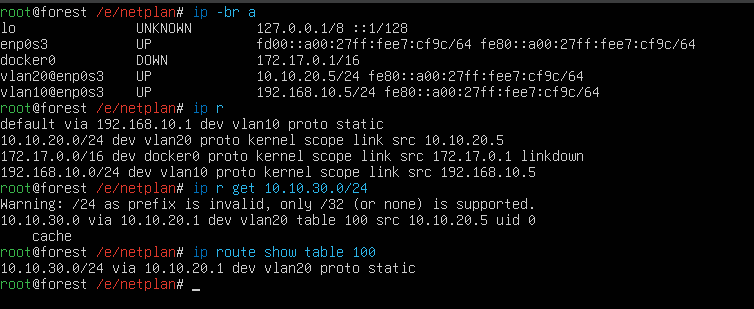 root@forest /e/netplan# ip -br a
lo UNKNOWN 127.0.0.1/8 ::1/128
enp0s3 UP fd00::a00:27ff:fee7:cf9c/64 fe80::a00:27ff:fee7:cf9c/64
docker0 DOWN 172.17.0.1/16
vlan20@enp0s3 UP 10.10.20.5/24 fe80::a00:27ff:fee7:cf9c/64
vlan10@enp0s3 UP 192.168.10.5/24 fe80::a00:27ff:fee7:cf9c/64
root@forest /e/netplan# ip r
default via 192.168.10.1 dev vlan10 proto static
10.10.20.0/24 dev vlan20 proto kernel scope link src 10.10.20.5
172.17.0.0/16 dev docker0 proto kernel scope link src 172.17.0.1 linkdown
192.168.10.0/24 dev vlan10 proto kernel scope link src 192.168.10.5
root@forest /e/netplan# ip r get 10.10.30.0/24
Warning: /24 as prefix is invalid, only /32 (or none) is supported.
10.10.30.0 via 10.10.20.1 dev vlan20 table 100 src 10.10.20.5 uid 0
cache
root@forest /e/netplan# ip route show table 100
10.10.30.0/24 via 10.10.20.1 dev vlan20 proto static
root@forest /e/netplan# _